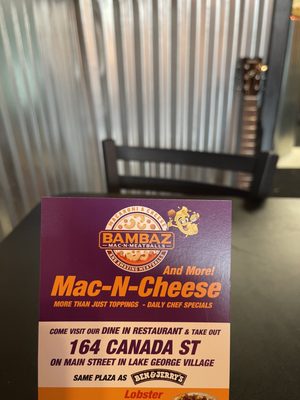 MACARONI & CHEESE
BAMBAZ
MAC-N-MEATBALLS
And More!
Mac-N-Cheese
MORE THAN JUST TOPPINGS - DAILY CHEF SPECIALS
COME VISIT OUR DINE IN RESTAURANT & TAKE OUT
164 CANADA ST
ON MAIN STREET IN LAKE GEORGE VILLAGE
SAME PLAZA AS BEN & JERRY'S
Lobster